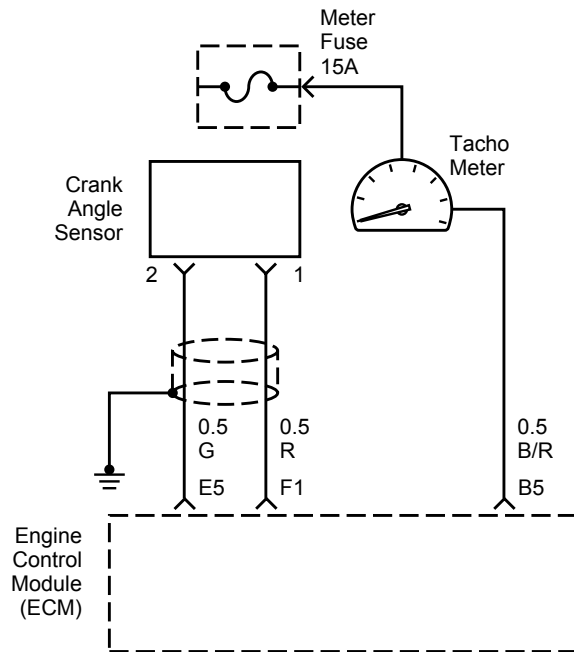 Meter
Fuse
15A
Tacho
Meter
Crank
Angle
Sensor
2
1
0.5
G
E5
0.5
R
F1
0.5
B/R
B5
Engine
Control
Module
(ECM)